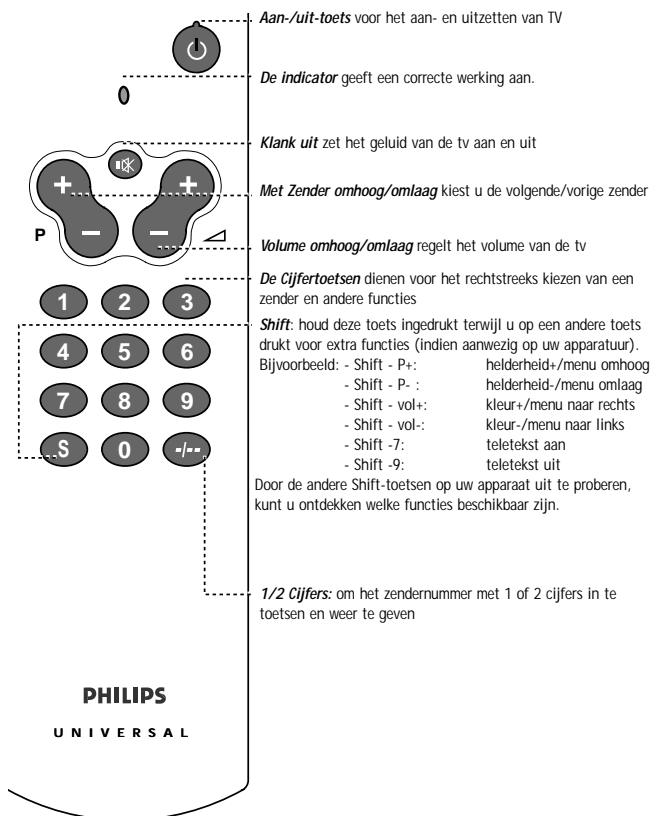 Aan-/uit-toets voor het aan- en uitzetten van TV
De indicator geeft een correcte werking aan.
Klank uit zet het geluid van de tv aan en uit
+ +
Met Zender omhoog/omlaag kiest u de volgende/vorige zender
P - -
Volume omhoog/omlaag regelt het volume van de tv
De Cijfertoetsen dienen voor het rechtstreeks kiezen van een
zender en andere functies
1 2 3
Shift: houd deze toets ingedrukt terwijl u op een andere toets
drukt voor extra functies (indien aanwezig op uw apparatuur).
Bijvoorbeeld: - Shift - P+: helderheid+/menu omhoog
- Shift - P- : helderheid-/menu omlaag
- Shift - vol+: kleur+/menu naar rechts
- Shift - vol-: kleur-/menu naar links
- Shift -7: teletekst aan
- Shift -9: teletekst uit
Door de andere Shift-toetsen op uw apparaat uit te proberen,
kunt u ontdekken welke functies beschikbaar zijn.
4 5 6
7 8 9
S 0 -/--
1/2 Cijfers: om het zendernummer met 1 of 2 cijfers in te
toetsen en weer te geven
PHILIPS
UNIVERSAL